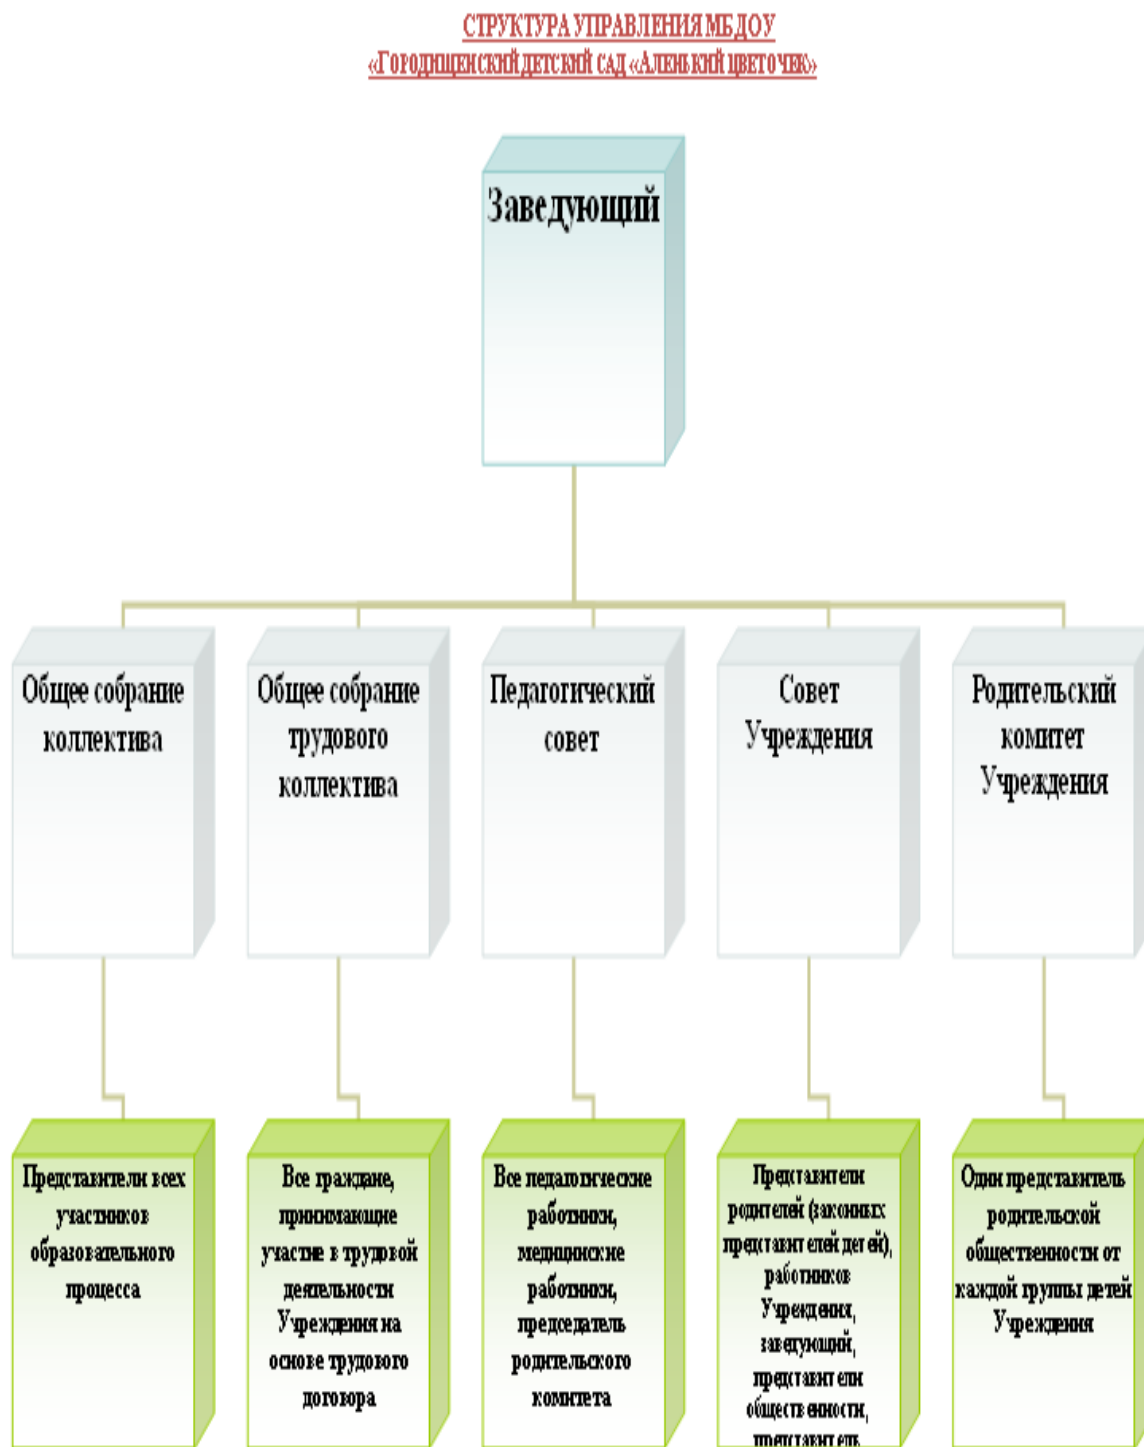 СТРУКТУРА УПРАВЛЕНИЯ МБДОУ
«ГОРОДИЩЕНСКИЙ ДЕТСКИЙ САД «АЛЕНЬКИЙ ЦВЕТОЧЕК»
Заведующий
Общее собрание
коллектива
Общее собрание
трудового
коллектива
Педагогический
совет
Совет
Учреждения
Родительский
комитет
Учреждения
Представители всех
участников
образовательного
процесса
Все граждане,
принимающие
участие в трудовой
деятельности
Учреждения на
основе трудового
договора
Все педагогические
работники,
медицинские
работники,
председатель
родительского
комитета
Представители
родителей (законных
представителей детей),
работников
Учреждения,
заведующий,
представители
общественности,
представитель
Один представитель
родительской
общественности от
каждой группы детей
Учреждения